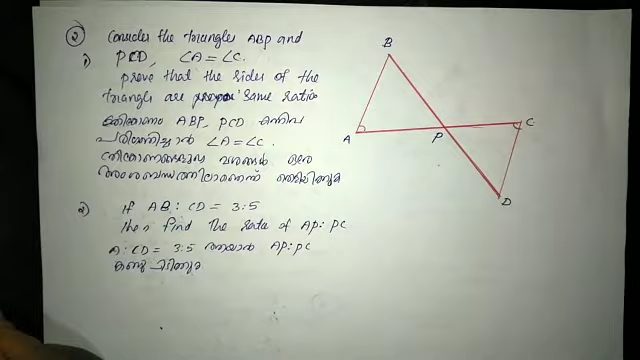 ② Consider the triangles ABP and
1) PCD, ∠A = ∠C.
prove that the sides of the
triangle are same ratio
ത്രികോണം ABP, PCD എന്നിവ
പരിഗണിച്ചാൽ ∠A = ∠C.
ത്രികോണങ്ങളുടെ വശങ്ങൾ ഒരേ
അംശബന്ധത്തിലാണെന്ന് തെളിയിക്കുക
2) If AB : CD = 3:5
then find the ratio of AP : PC
A : CD = 3:5 ആയാൽ AP : PC
കണ്ടുപിടിക്കുക
B
A
P
C
D